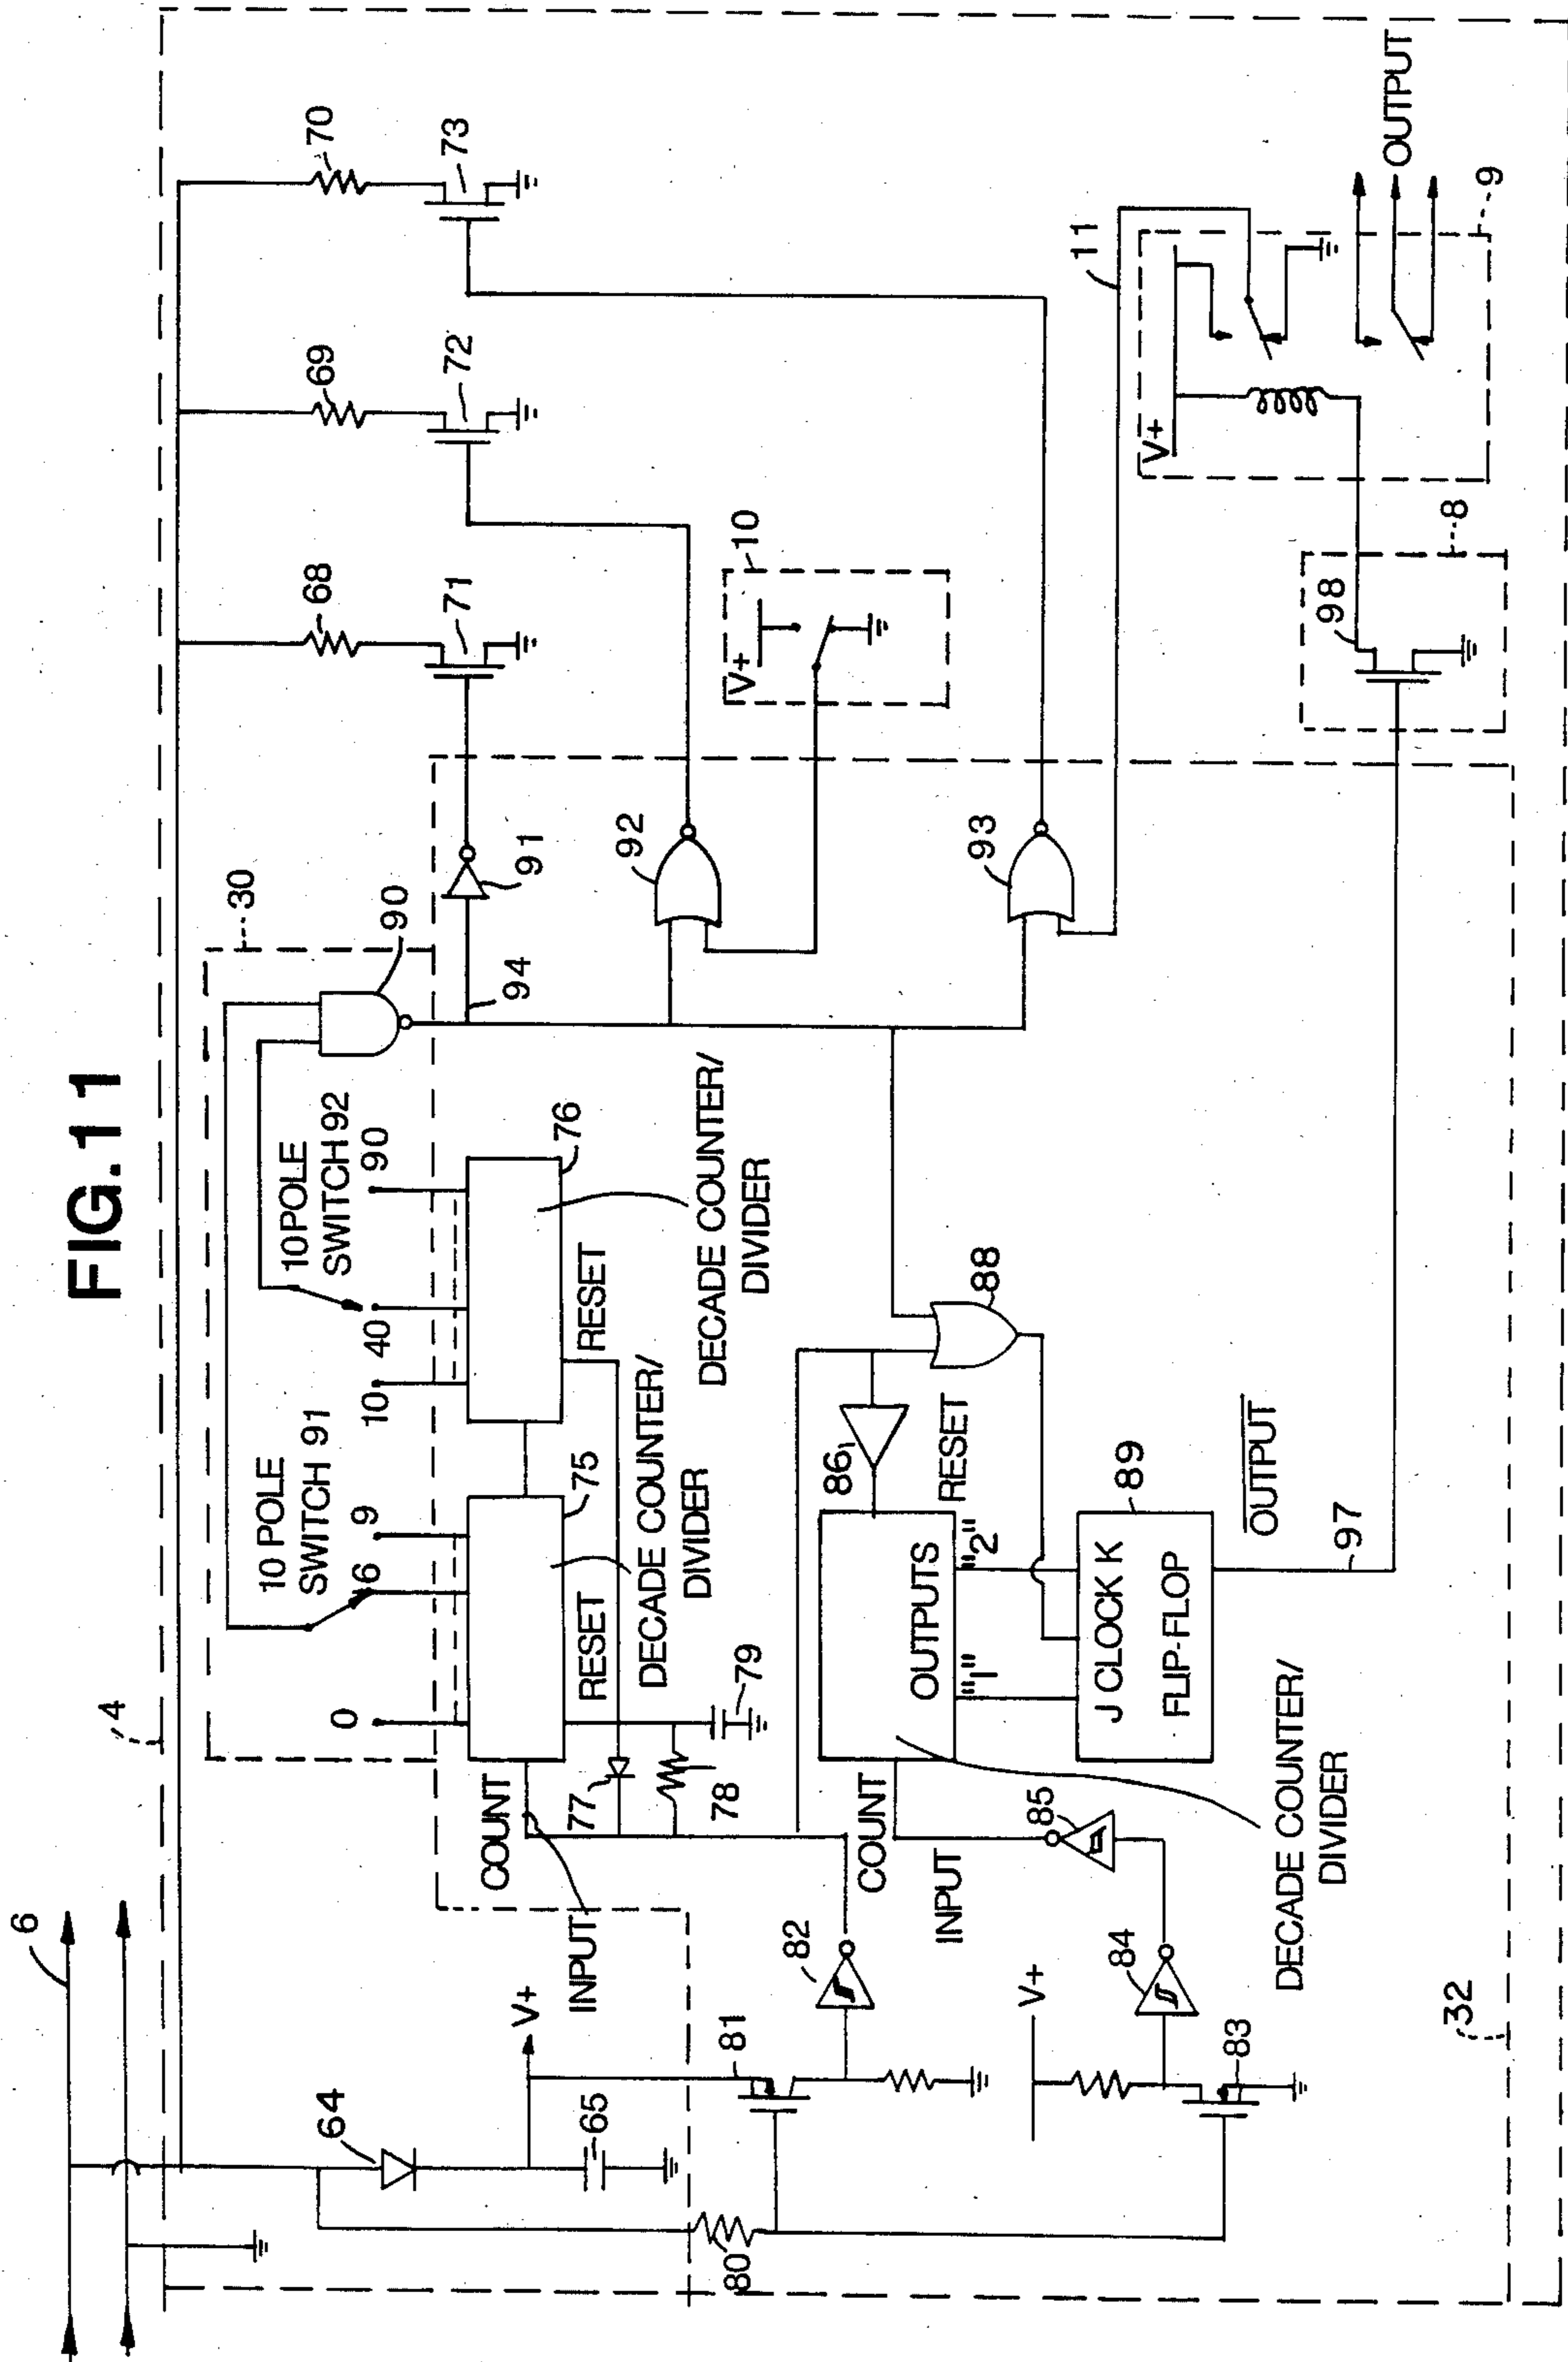 FIG. 11
6
4
30
70
69
68
73
72
71
10 POLE
SWITCH 91
10 POLE
SWITCH 92
0
6
9
10
40
90
90
91
94
75
76
64
65
V+
COUNT
INPUT
RESET
RESET
DECADE COUNTER/
DIVIDER
DECADE COUNTER/
DIVIDER
77
78
79
92
10
V+
93
11
80
81
82
83
84
85
V+
COUNT
INPUT
86
RESET
88
OUTPUTS
"1"
"2"
89
J CLOCK K
FLIP-FLOP
OUTPUT
97
DECADE COUNTER/
DIVIDER
98
8
V+
9
OUTPUT
32